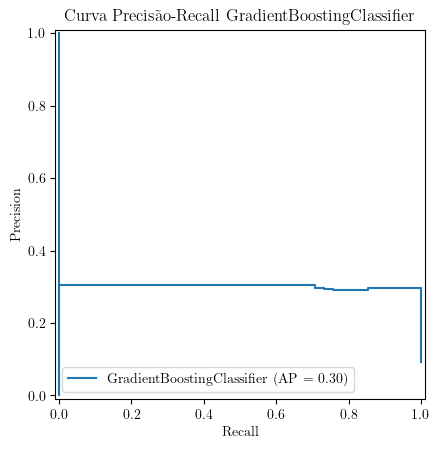 Curva Precisão-Recall GradientBoostingClassifier
1.0
0.8
0.6
0.4
0.2
0.0
Precision
GradientBoostingClassifier (AP = 0.30)
0.0 0.2 0.4 0.6 0.8 1.0
Recall